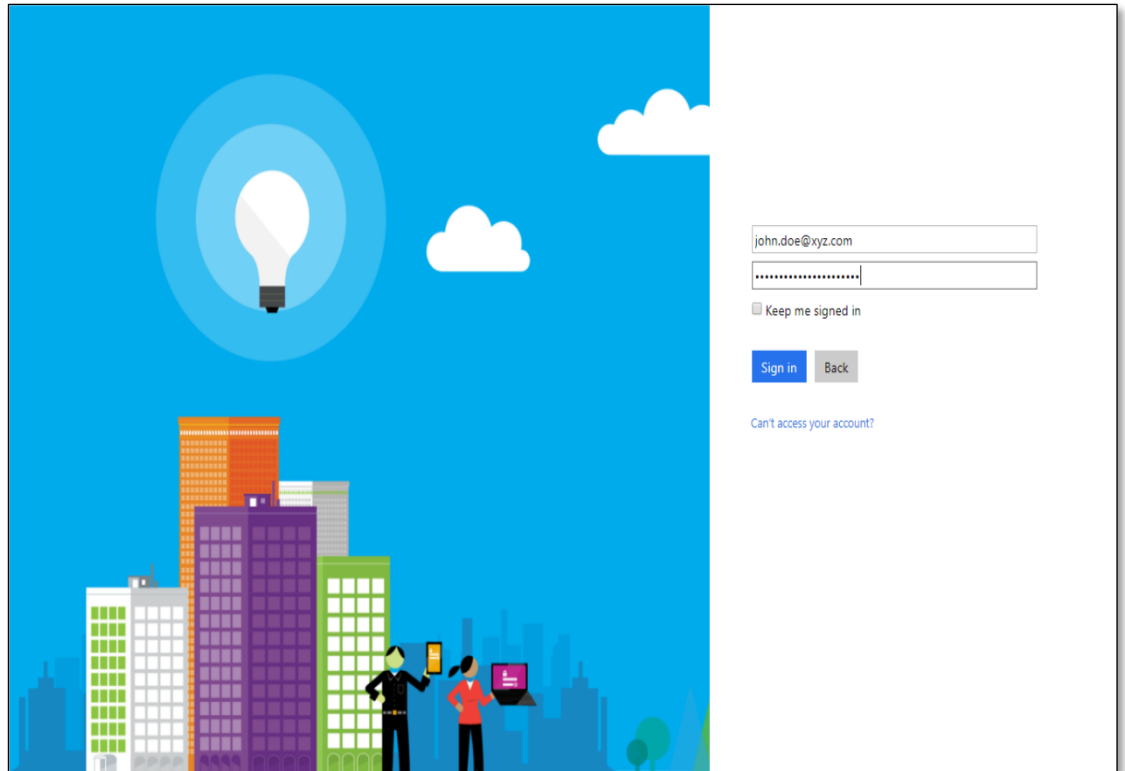 john.doe@xyz.com
••••••••••••••••••••••
Keep me signed in
Sign in
Back
Can't access your account?